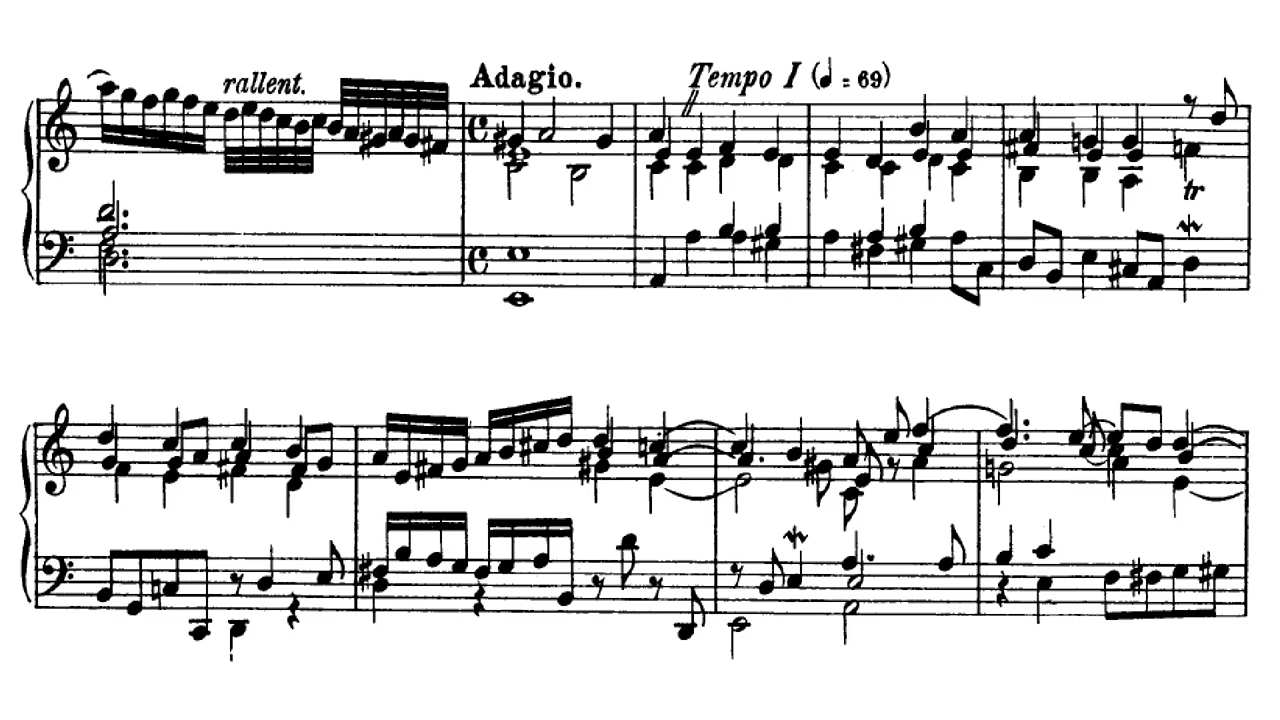 rallent.
Adagio.
Tempo I (♩ = 69)
tr